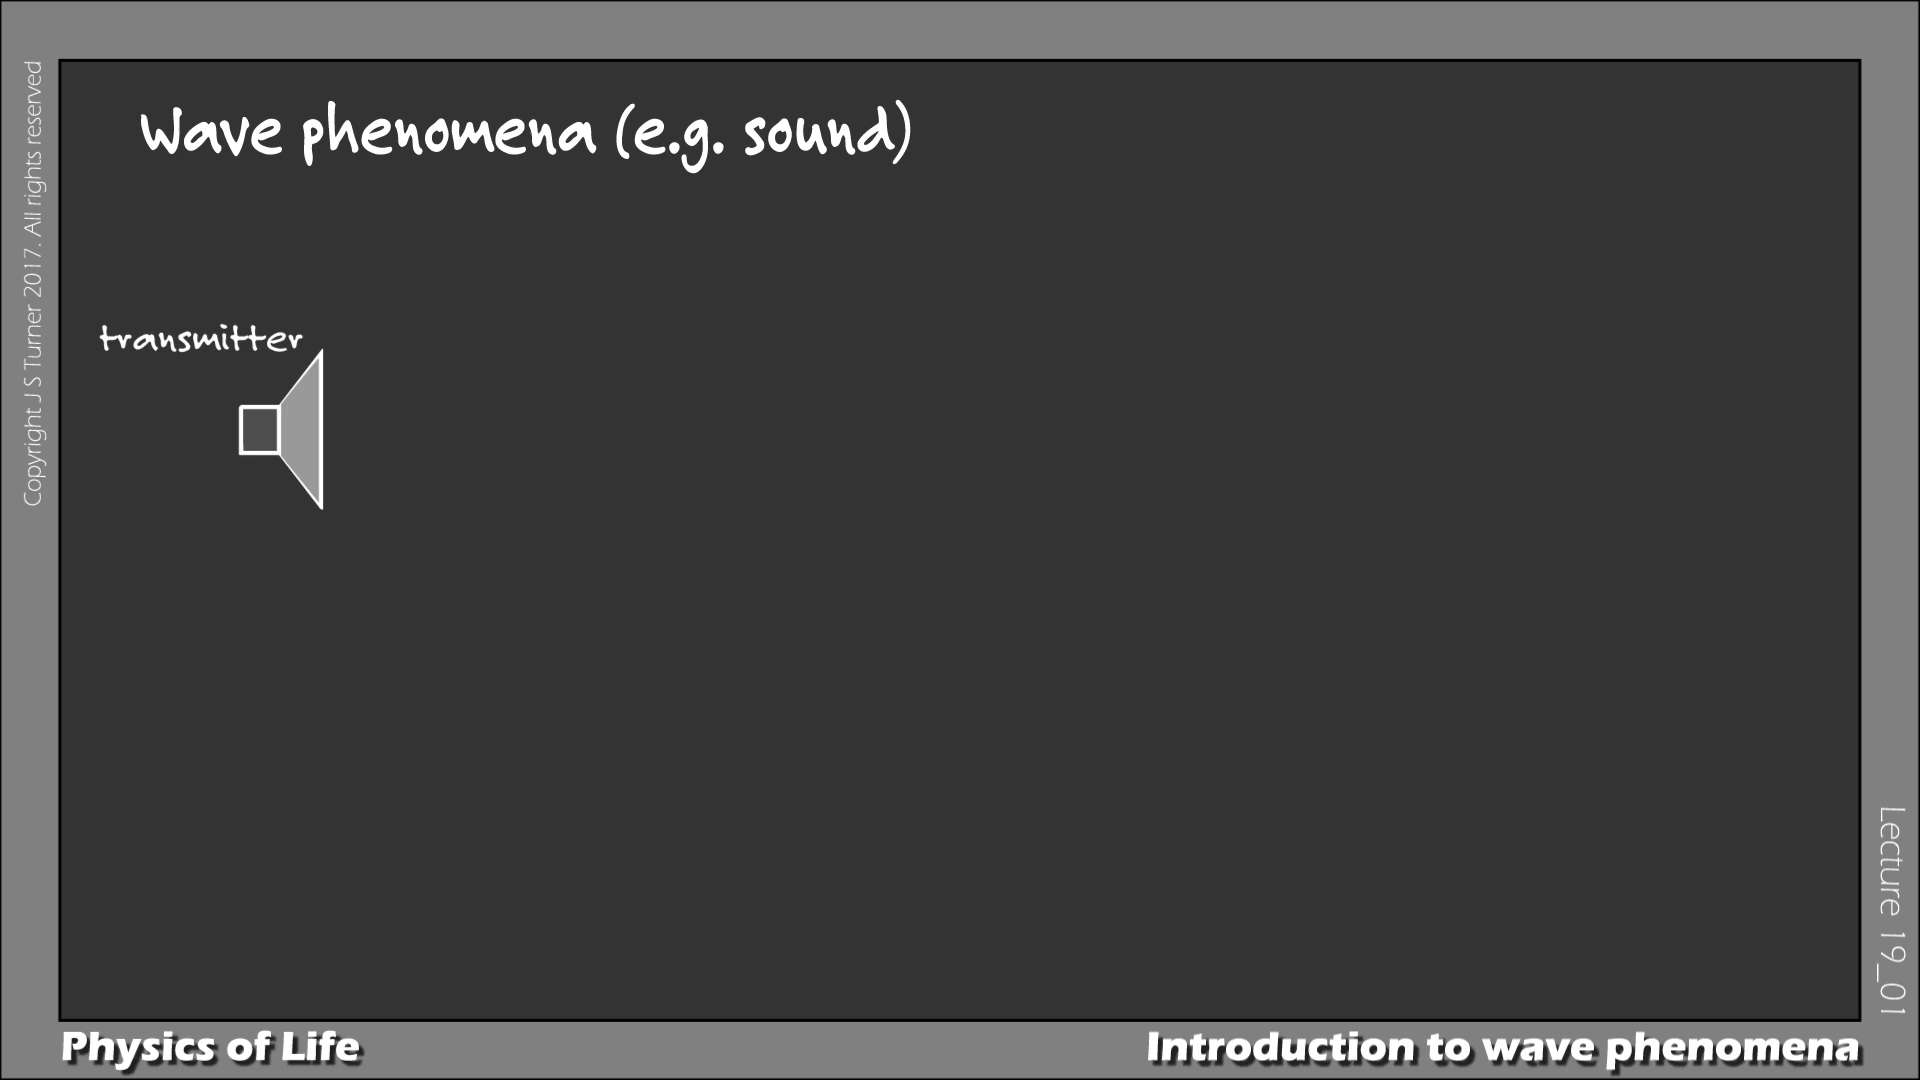 Copyright J S Turner 2017. All rights reserved
Wave phenomena (e.g. sound)
transmitter
Lecture 19_01
Physics of Life
Introduction to wave phenomena